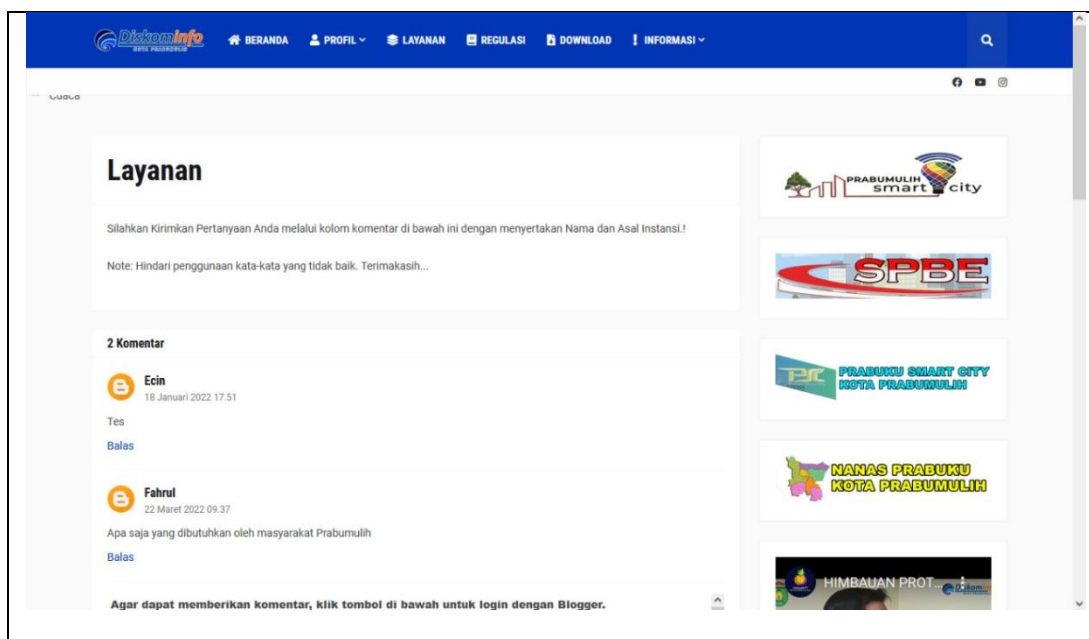 Diskominfo
BERANDA PROFIL LAYANAN REGULASI DOWNLOAD INFORMASI
Cuaca
Layanan
Silahkan Kirimkan Pertanyaan Anda melalui kolom komentar di bawah ini dengan menyertakan Nama dan Asal Instansi.!
Note: Hindari penggunaan kata-kata yang tidak baik. Terimakasih...
2 Komentar
Ecin
18 Januari 2022 17.51
Tes
Balas
Fahrul
22 Maret 2022 09.37
Apa saja yang dibutuhkan oleh masyarakat Prabumulih
Balas
Agar dapat memberikan komentar, klik tombol di bawah untuk login dengan Blogger.
PRABUMULIH
smart city
SPBE
PSC
PRABUKU SMART CITY
KOTA PRABUMULIH
NANAS PRABUKU
KOTA PRABUMULIH
HIMBAUAN PROT...